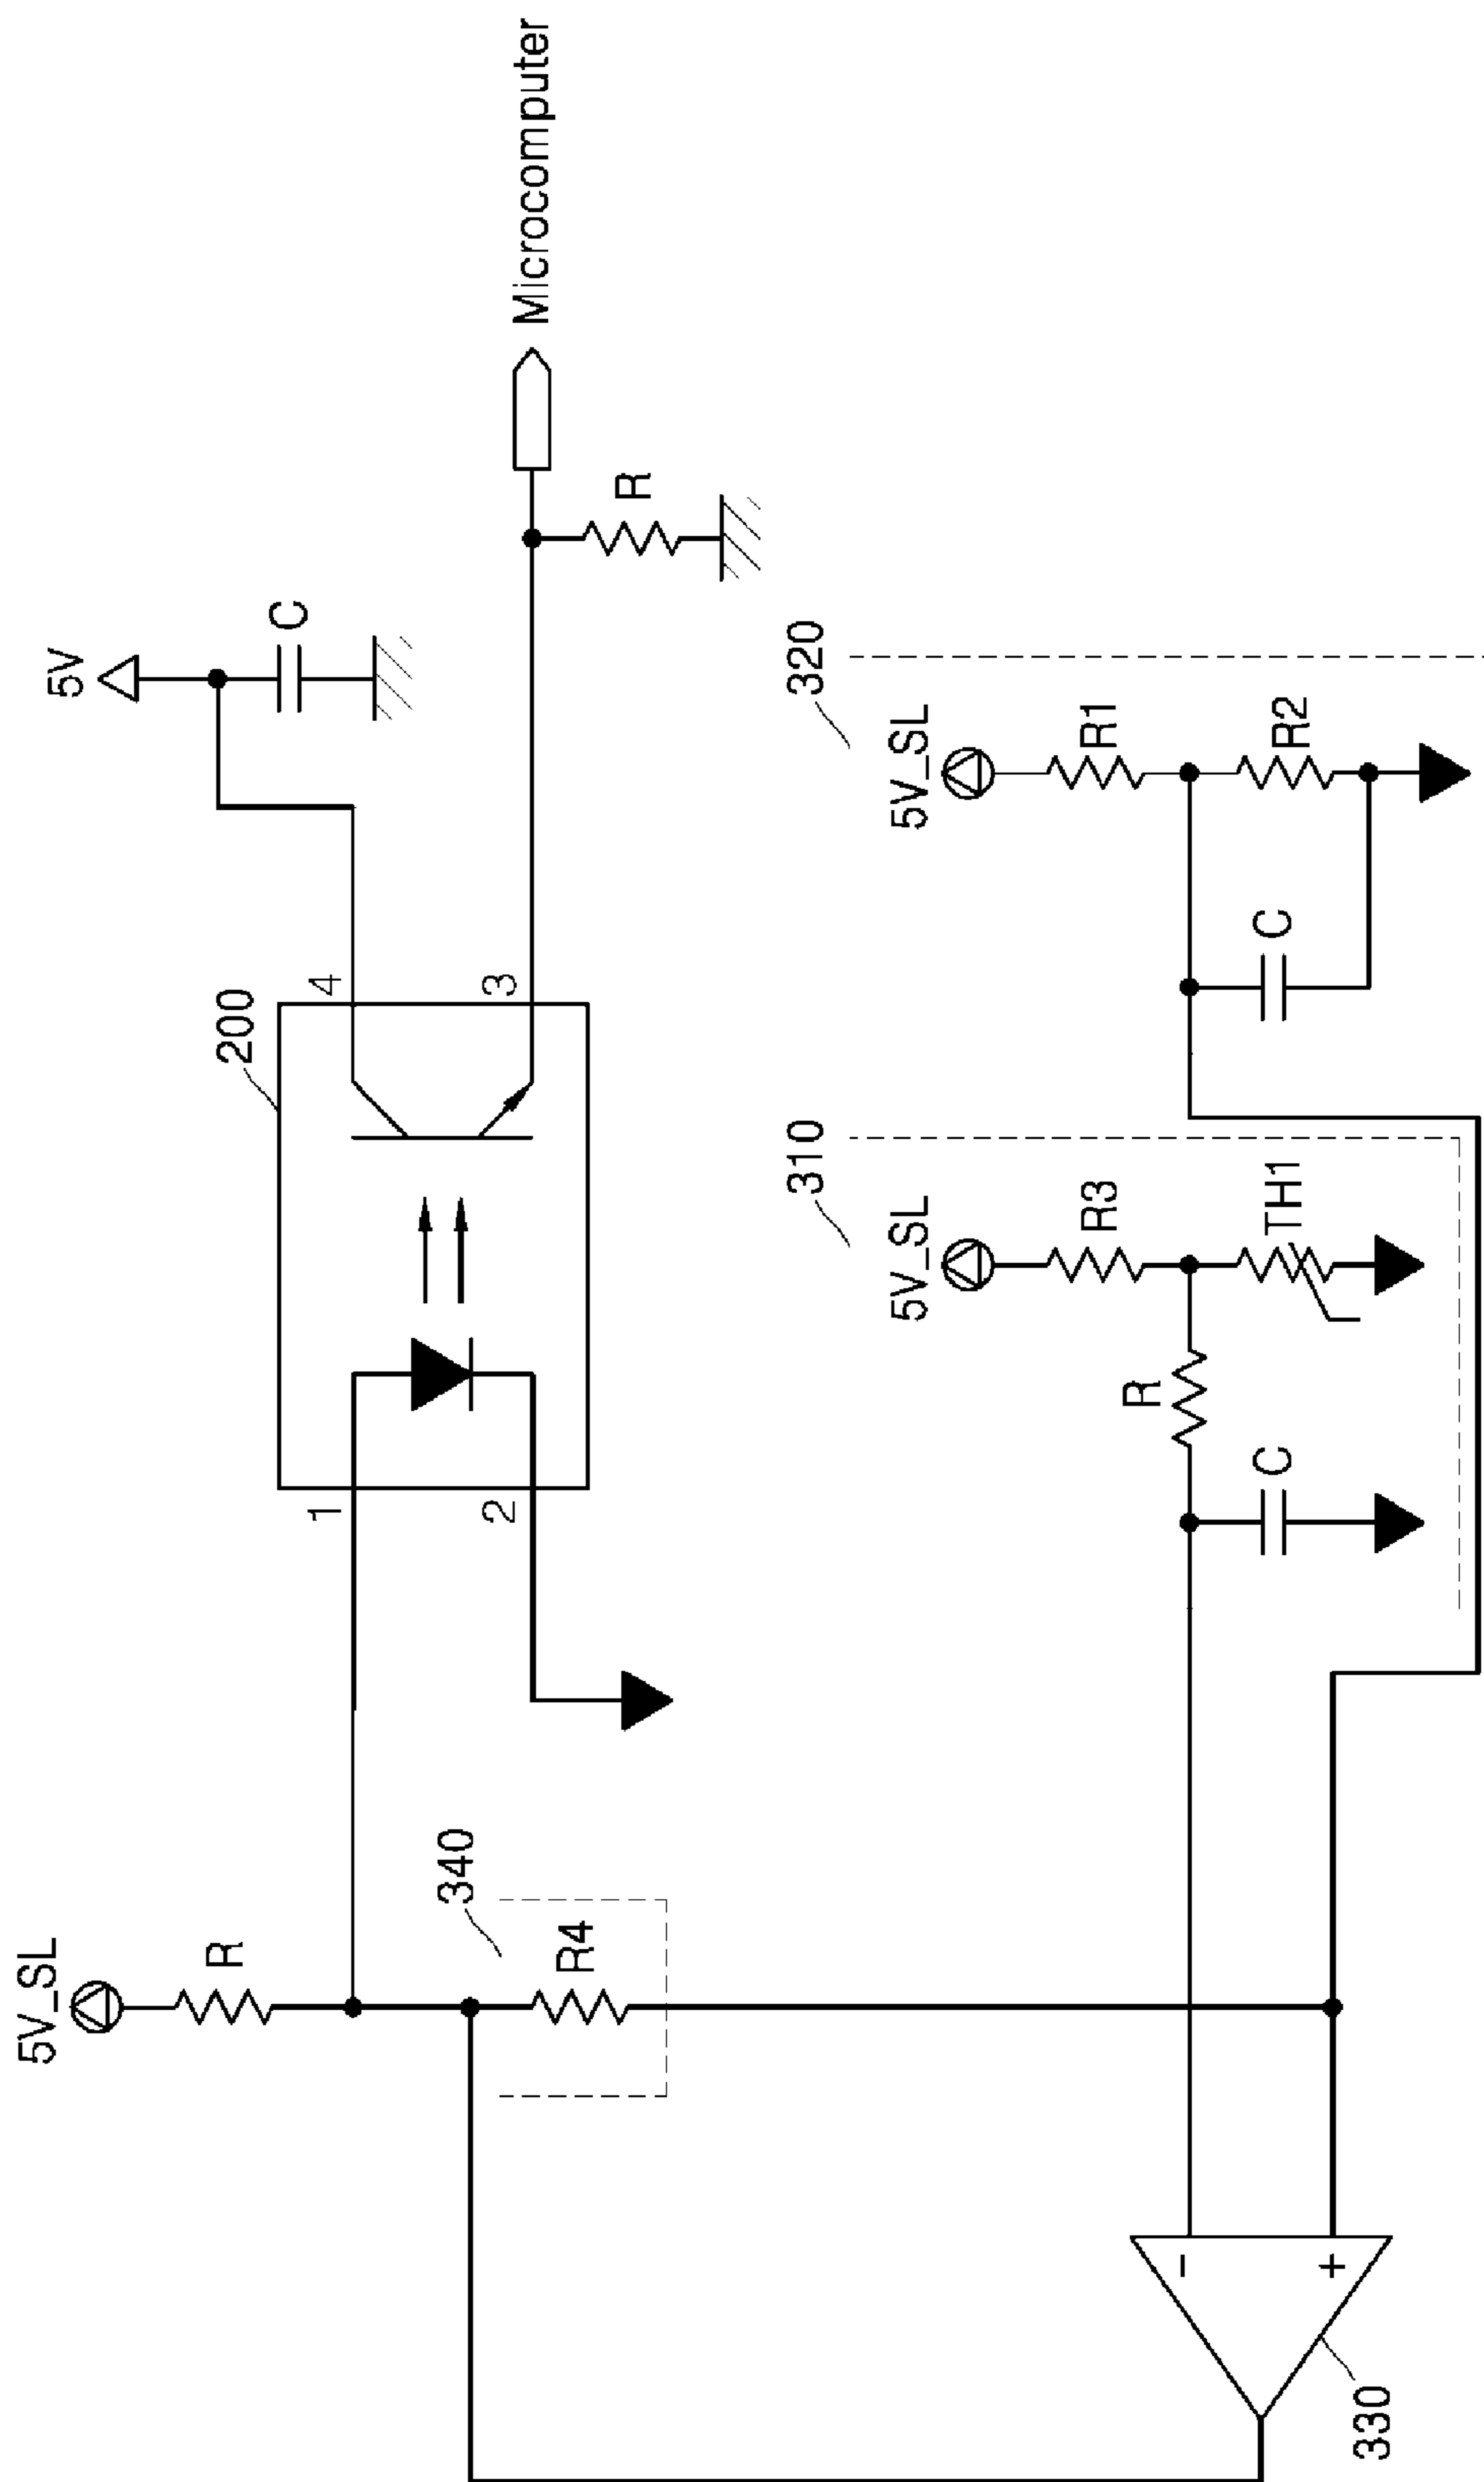 5V_SL
R
340
R4
1
2
200
4
3
5V
C
R
Microcomputer
330
-
+
310
5V_SL
R3
TH1
R
C
320
5V_SL
R1
R2
C